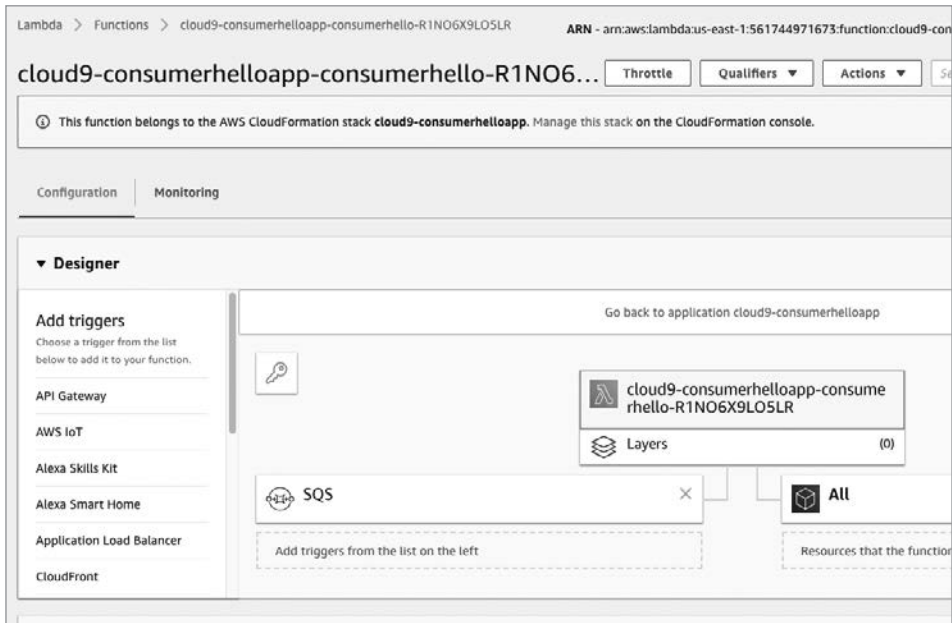 Lambda > Functions > cloud9-consumerhelloapp-consumerhello-R1NO6X9LO5LR
ARN - arn:aws:lambda:us-east-1:561744971673:function:cloud9-con
cloud9-consumerhelloapp-consumerhello-R1NO6... Throttle Qualifiers ▼ Actions ▼
This function belongs to the AWS CloudFormation stack cloud9-consumerhelloapp. Manage this stack on the CloudFormation console.
Configuration Monitoring
▼ Designer
Add triggers
Choose a trigger from the list
below to add it to your function.
API Gateway
AWS IoT
Alexa Skills Kit
Alexa Smart Home
Application Load Balancer
CloudFront
Go back to application cloud9-consumerhelloapp
cloud9-consumerhelloapp-consume
rhello-R1NO6X9LO5LR
Layers (0)
SQS
Add triggers from the list on the left
All
Resources that the function